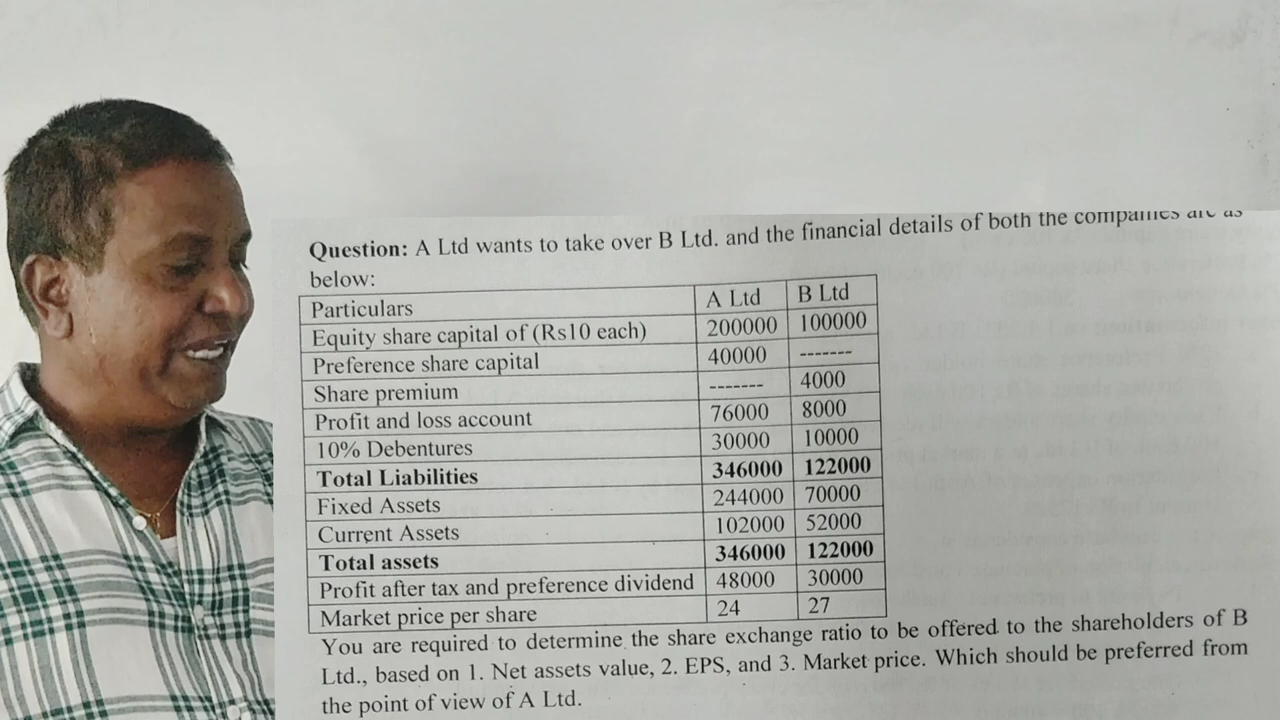 Question: A Ltd wants to take over B Ltd. and the financial details of both the companies are as
below:
Particulars A Ltd B Ltd
Equity share capital of (Rs10 each) 200000 100000
Preference share capital 40000 -------
Share premium ------- 4000
Profit and loss account 76000 8000
10% Debentures 30000 10000
Total Liabilities 346000 122000
Fixed Assets 244000 70000
Current Assets 102000 52000
Total assets 346000 122000
Profit after tax and preference dividend 48000 30000
Market price per share 24 27
You are required to determine the share exchange ratio to be offered to the shareholders of B
Ltd., based on 1. Net assets value, 2. EPS, and 3. Market price. Which should be preferred from
the point of view of A Ltd.